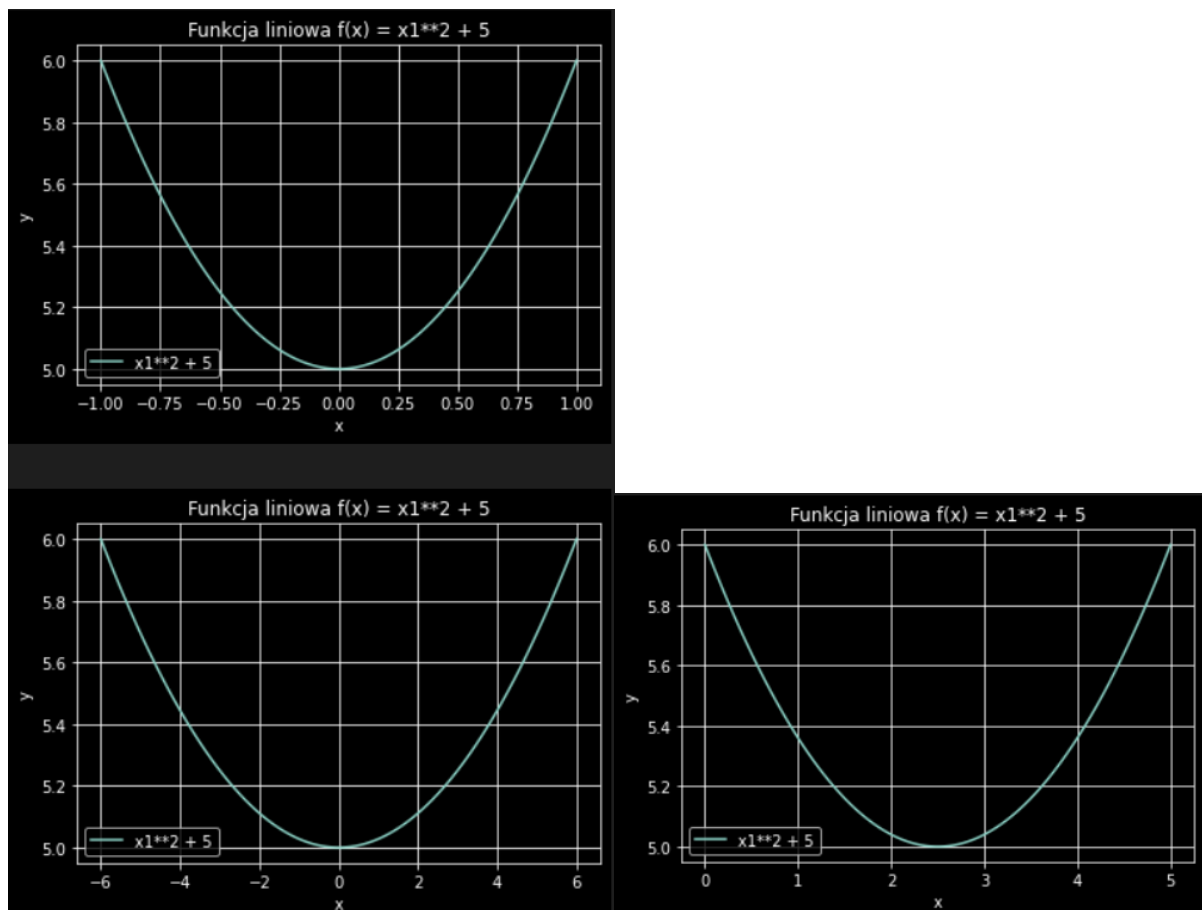 Funkcja liniowa f(x) = x1**2 + 5
6.0
5.8
5.6
5.4
5.2
5.0
y
x1**2 + 5
−1.00 −0.75 −0.50 −0.25 0.00 0.25 0.50 0.75 1.00
x
Funkcja liniowa f(x) = x1**2 + 5
6.0
5.8
5.6
5.4
5.2
5.0
y
x1**2 + 5
−6 −4 −2 0 2 4 6
x
Funkcja liniowa f(x) = x1**2 + 5
6.0
5.8
5.6
5.4
5.2
5.0
y
x1**2 + 5
0 1 2 3 4 5
x